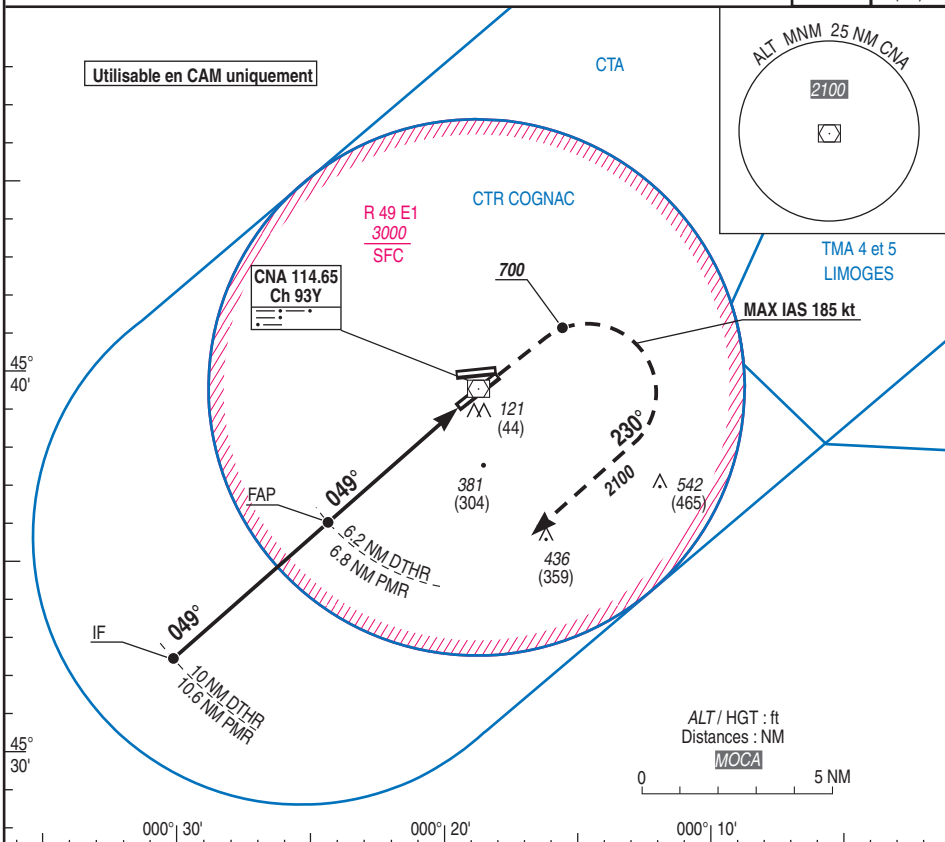 Utilisable en CAM uniquement
CTA
ALT MNM 25 NM CNA
2100
R 49 E1
3000
SFC
CTR COGNAC
TMA 4 et 5
LIMOGES
CNA 114.65
Ch 93Y
700
MAX IAS 185 kt
45°
40'
121
(44)
230°
2100
381
(304)
542
(465)
436
(359)
049°
FAP
6.2 NM DTHR
6.8 NM PMR
049°
IF
10 NM DTHR
10.6 NM PMR
ALT / HGT : ft
Distances : NM
MOCA
0 5 NM
45°
30'
000° 30' 000° 20' 000° 10'